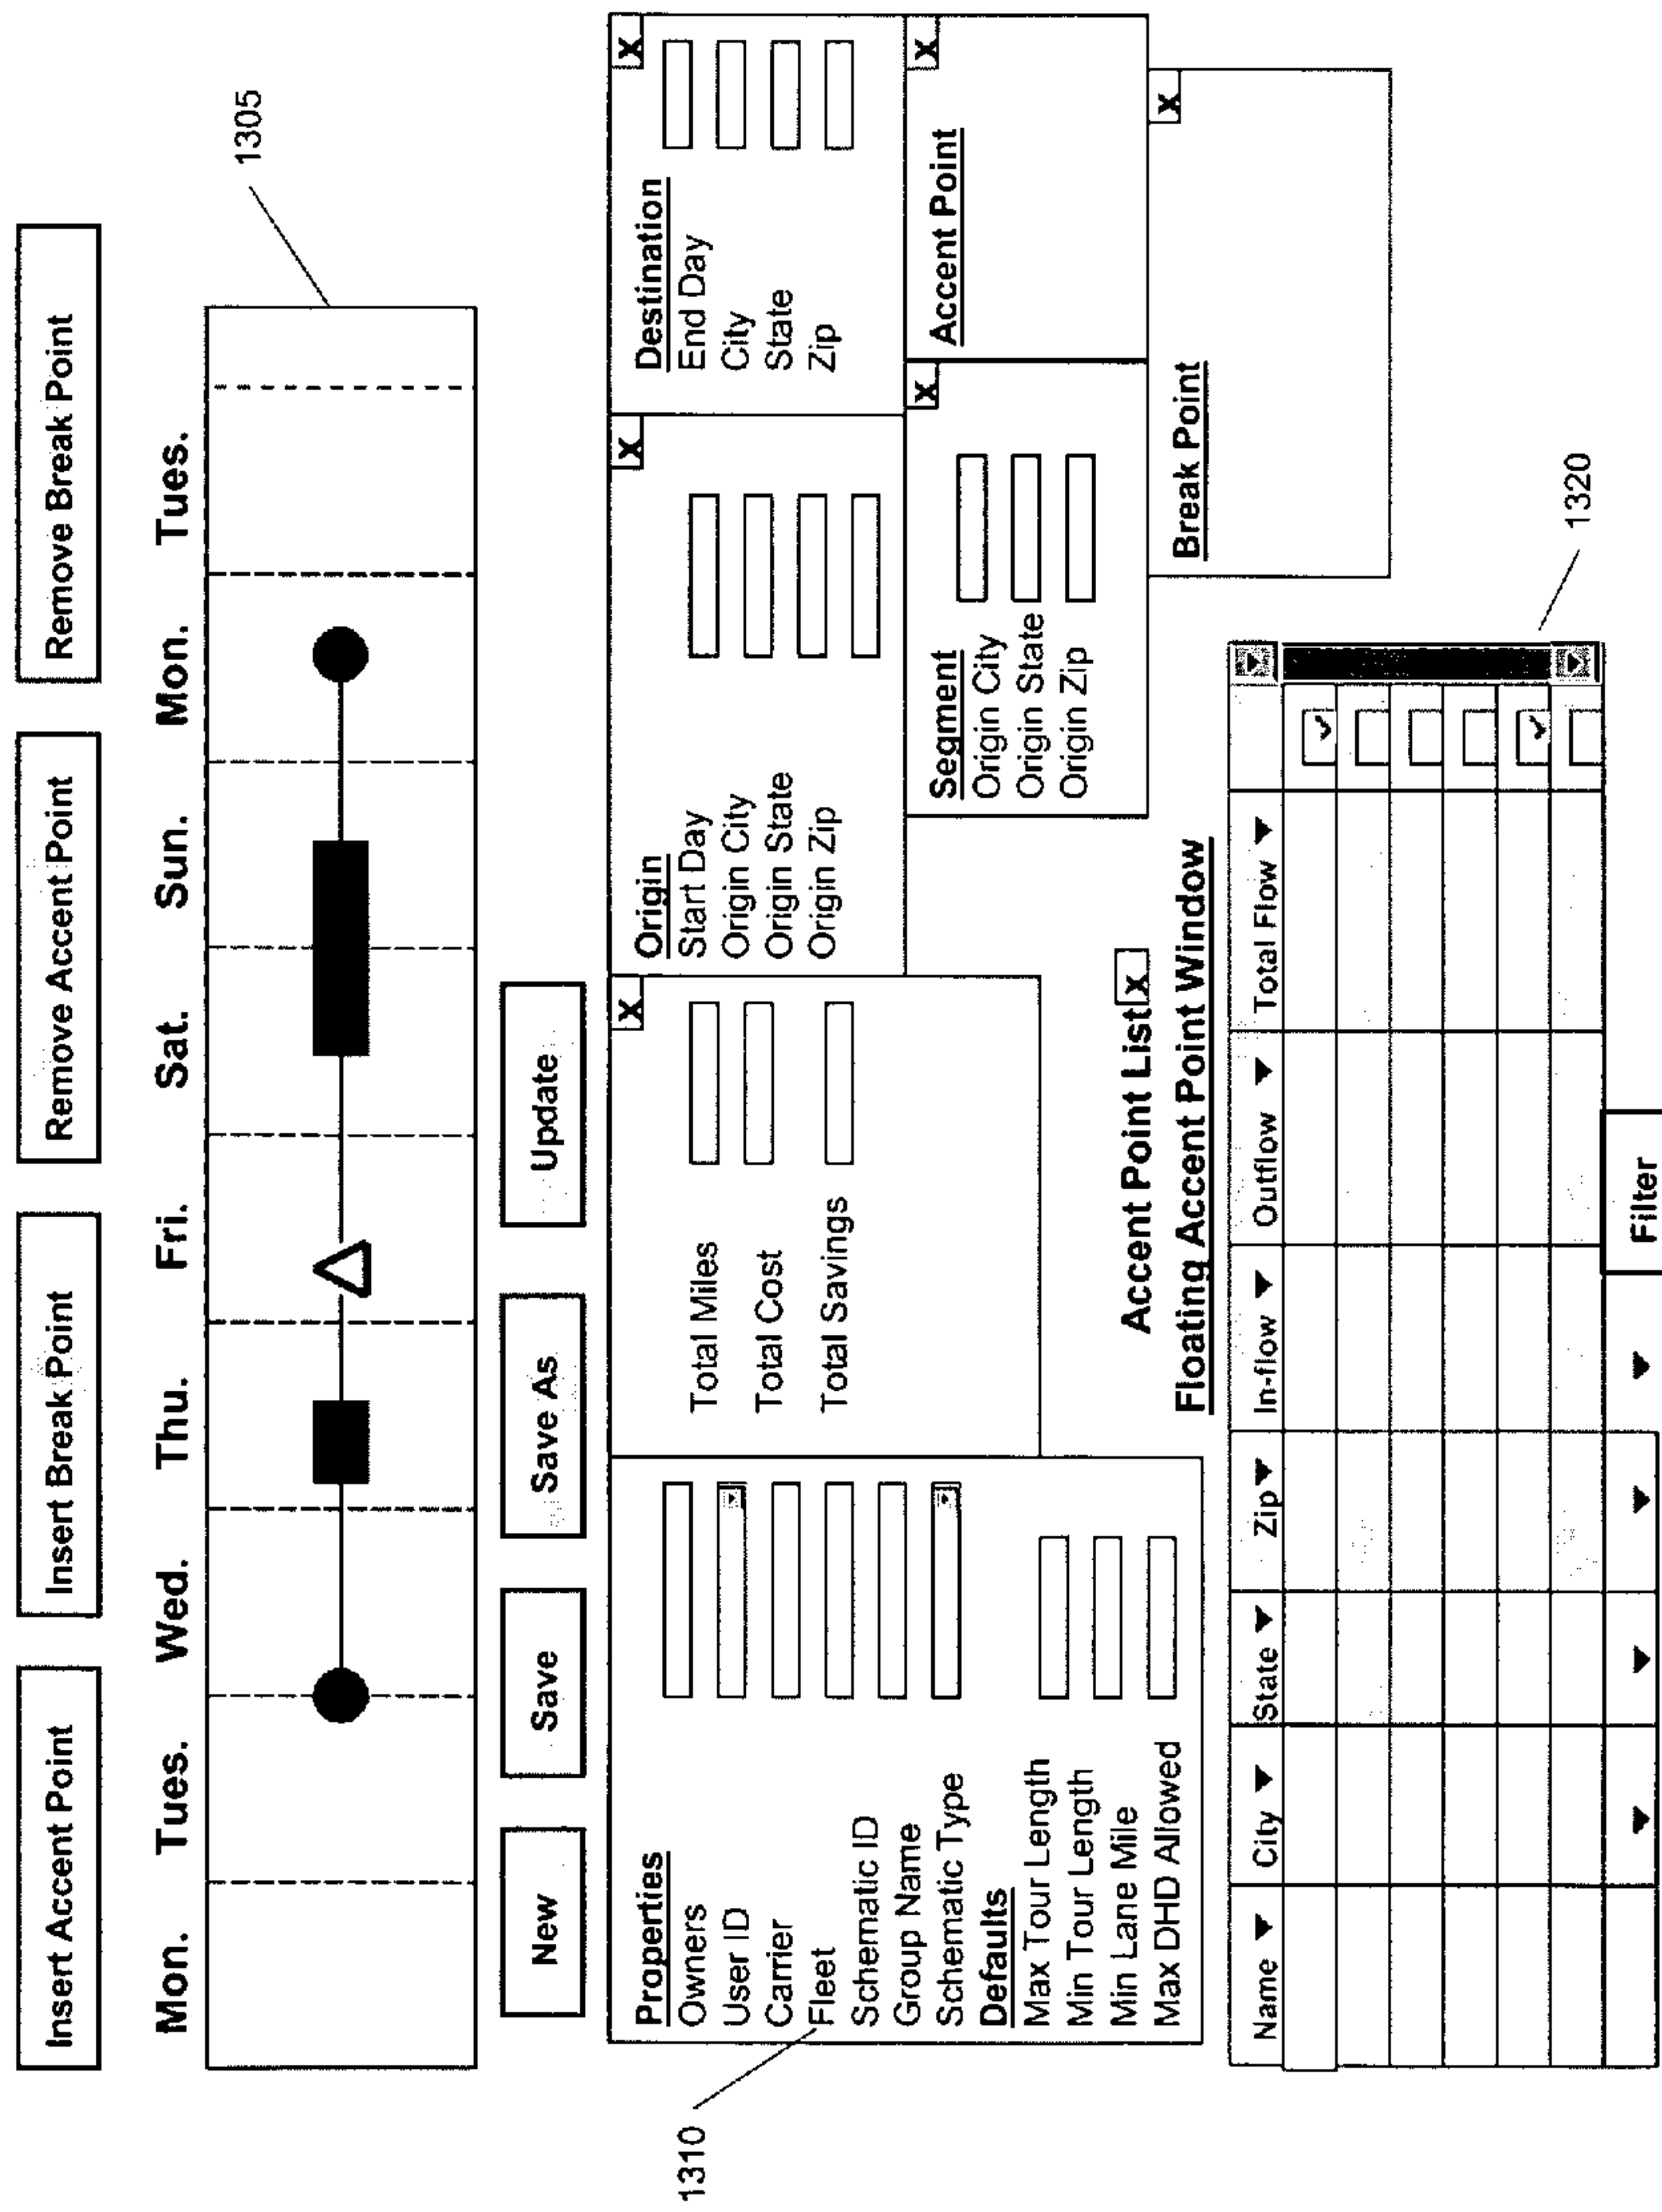 Insert Accent Point
Insert Break Point
Remove Accent Point
Remove Break Point
Mon. Tues. Wed. Thu. Fri. Sat. Sun. Mon. Tues.
1305
New
Save
Save As
Update
1310
Properties
Owners
User ID
Carrier
Fleet
Schematic ID
Group Name
Schematic Type
Defaults
Max Tour Length
Min Tour Length
Min Lane Mile
Max DHD Allowed
X
Total Miles
Total Cost
Total Savings
X
Origin
Start Day
Origin City
Origin State
Origin Zip
X
Destination
End Day
City
State
Zip
X
Segment
Origin City
Origin State
Origin Zip
X
Accent Point
X
Break Point
Accent Point List X
Floating Accent Point Window
Name City State Zip In-flow Outflow Total Flow
1320
Filter